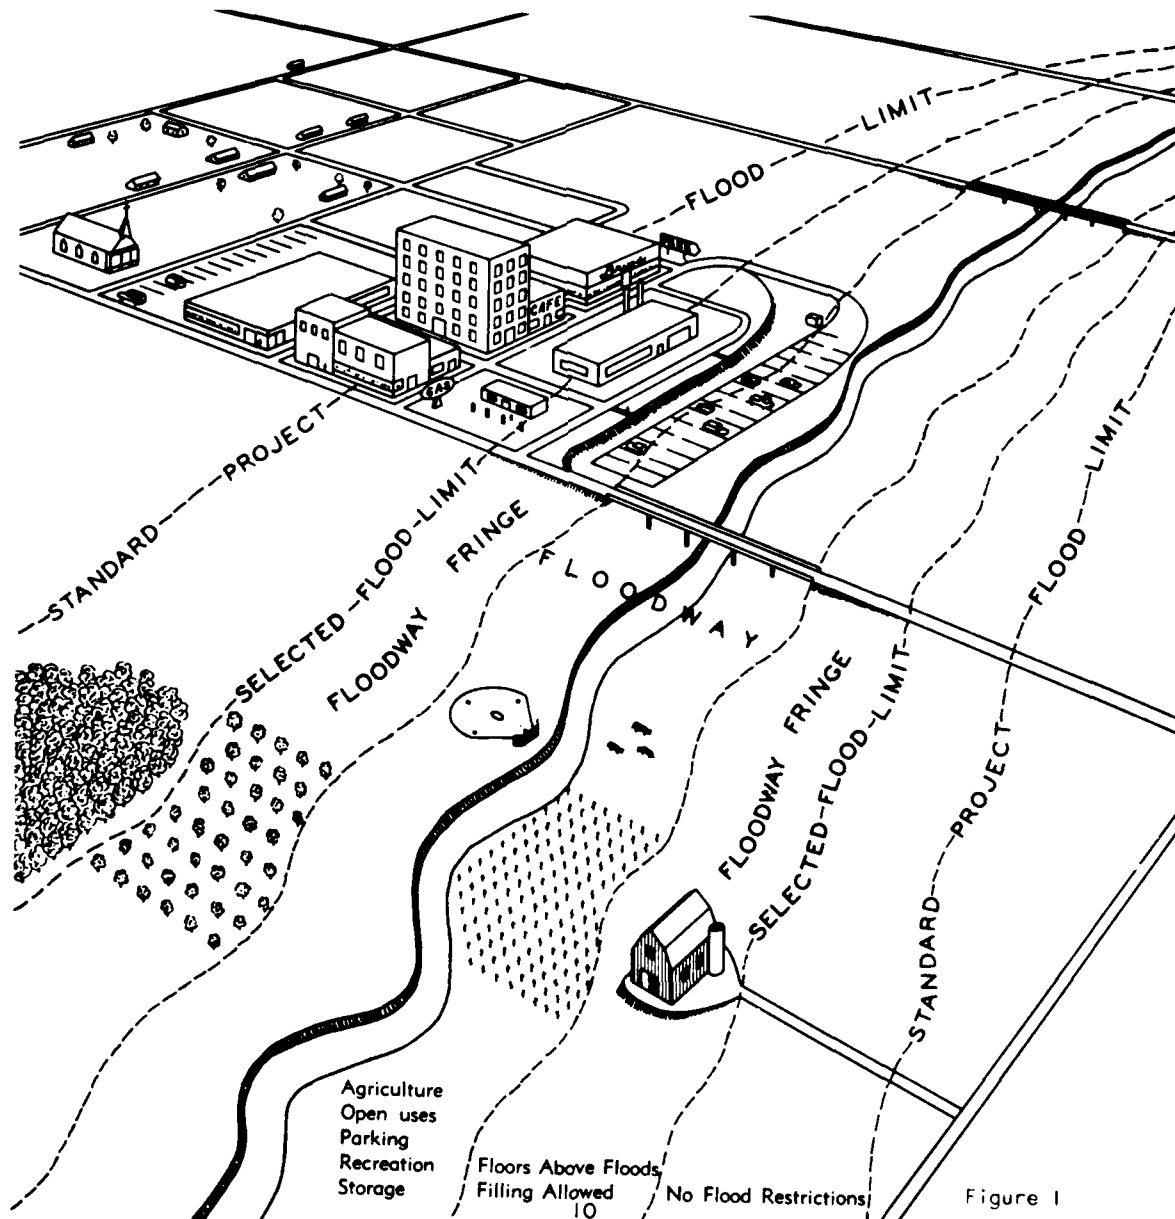 FLOOD LIMIT
CAFE
GAS
STANDARD PROJECT
SELECTED-FLOOD-LIMIT
FLOODWAY FRINGE
FLOODWAY
FLOODWAY FRINGE
SELECTED-FLOOD-LIMIT
STANDARD PROJECT FLOOD LIMIT
Agriculture
Open uses
Parking
Recreation
Storage
Floors Above Floods
Filling Allowed
No Flood Restrictions
Figure 1
10